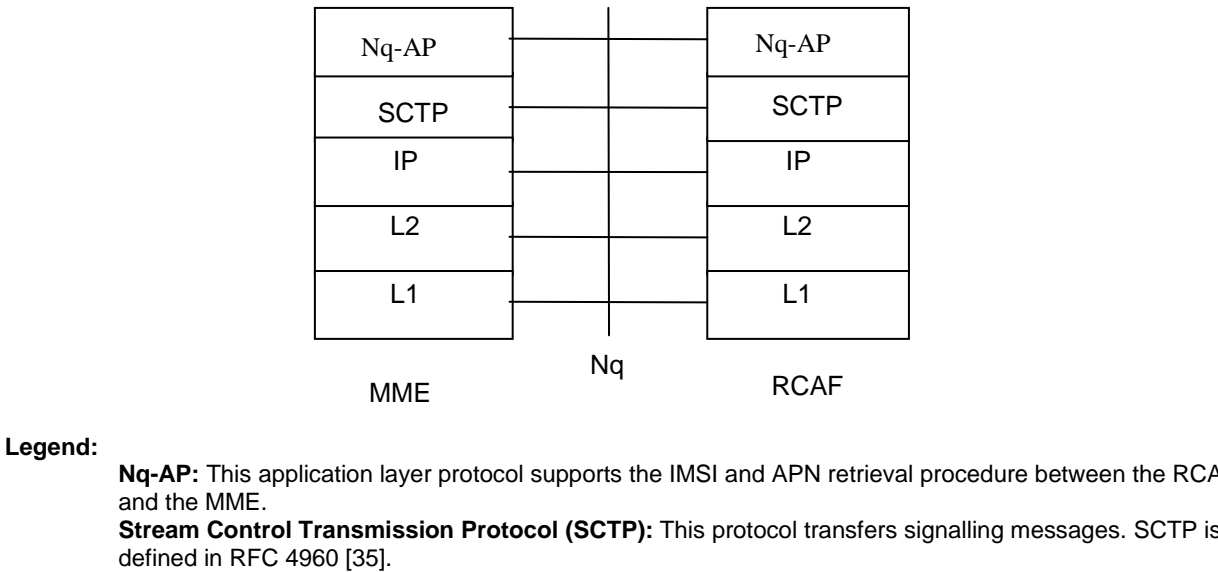 Nq-AP Nq-AP
SCTP SCTP
IP IP
L2 L2
L1 L1
Nq
MME RCAF
Legend:
Nq-AP: This application layer protocol supports the IMSI and APN retrieval procedure between the RCA
and the MME.
Stream Control Transmission Protocol (SCTP): This protocol transfers signalling messages. SCTP is
defined in RFC 4960 [35].